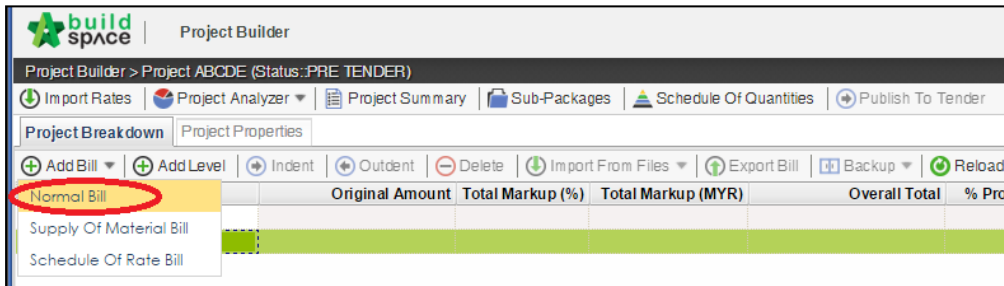 build space Project Builder
Project Builder > Project ABCDE (Status::PRE TENDER)
Import Rates Project Analyzer Project Summary Sub-Packages Schedule Of Quantities Publish To Tender
Project Breakdown Project Properties
Add Bill Add Level Indent Outdent Delete Import From Files Export Bill Backup Reload
Original Amount Total Markup (%) Total Markup (MYR) Overall Total % Pro
Normal Bill
Supply Of Material Bill
Schedule Of Rate Bill